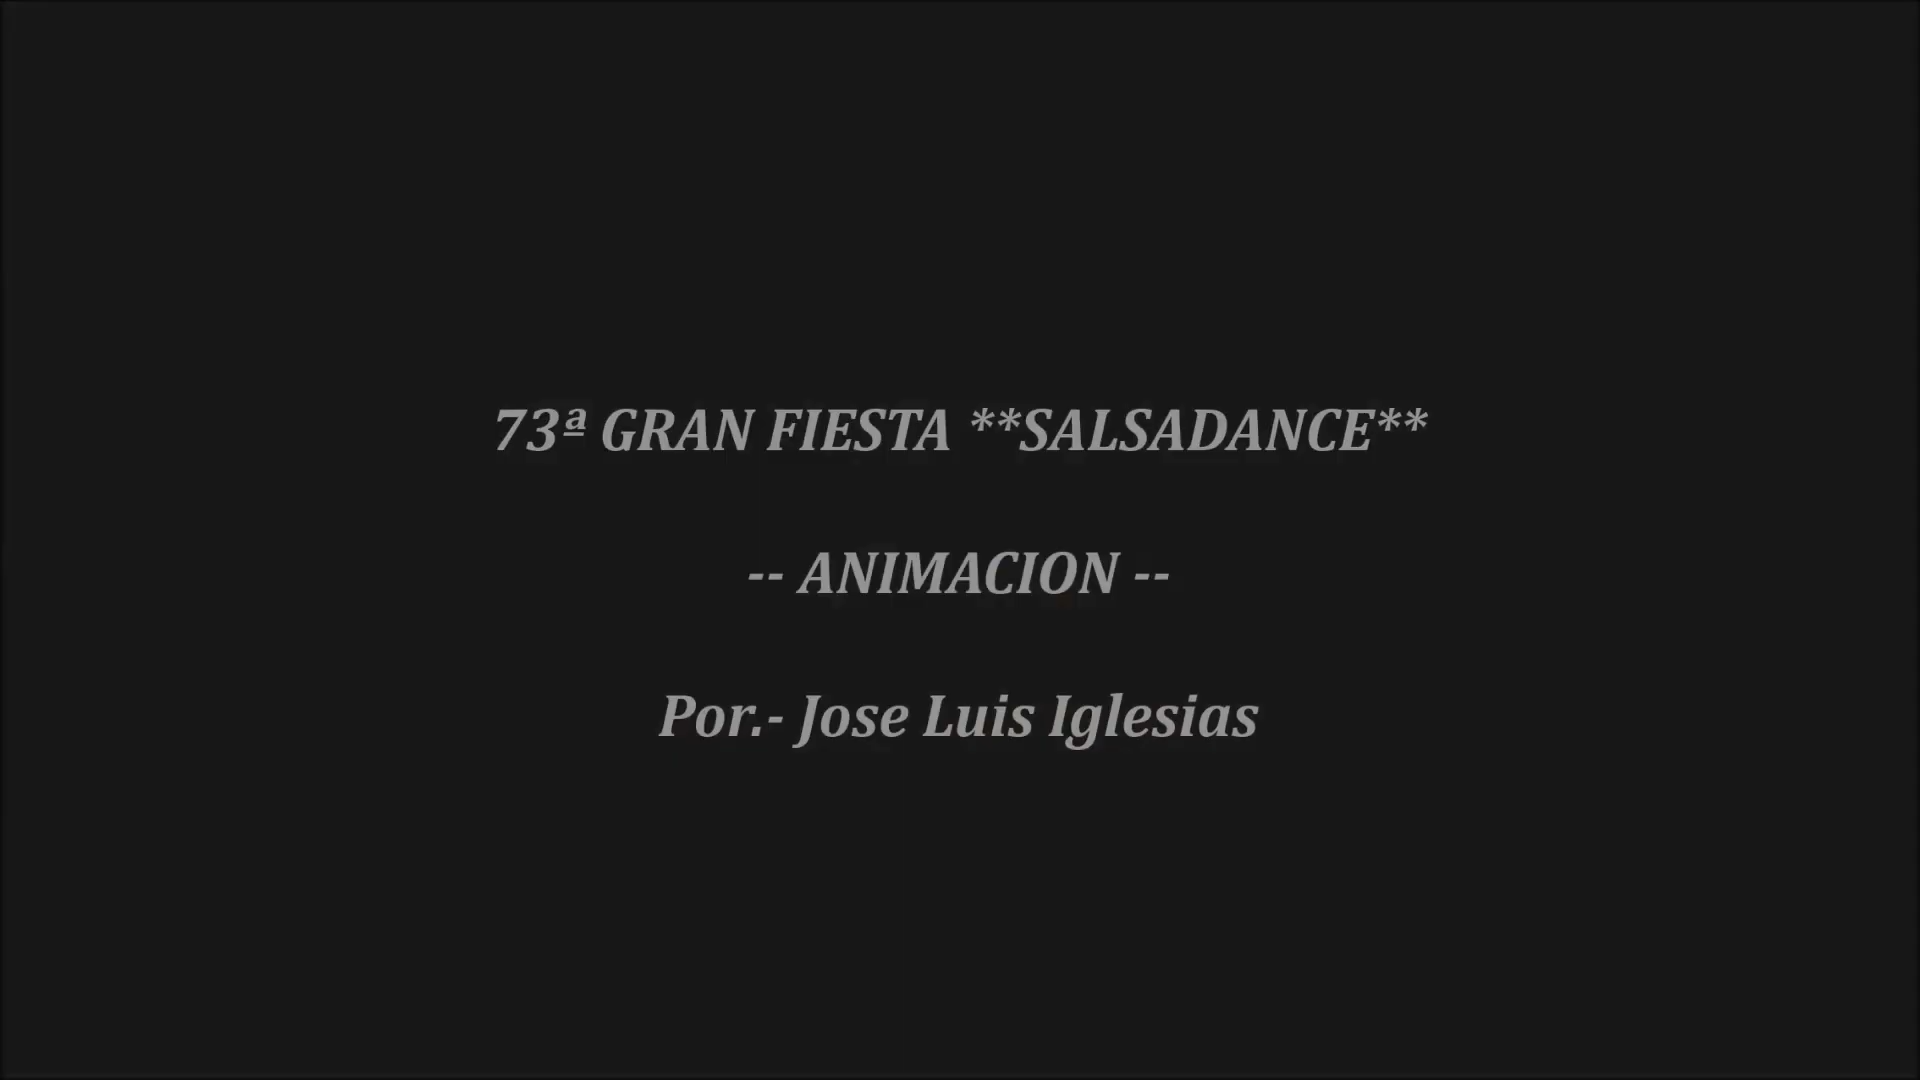 73ª GRAN FIESTA **SALSADANCE**
-- ANIMACION --
Por.- Jose Luis Iglesias